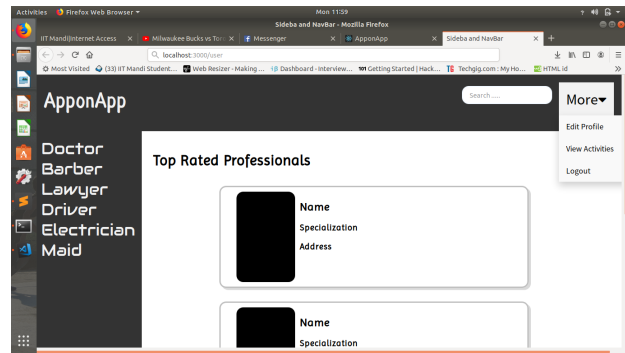 Activities Firefox Web Browser Mon 11:59
Sideba and NavBar - Mozilla Firefox
IIT Mandi|Internet Access Milwaukee Bucks vs Toro Messenger ApponApp Sideba and NavBar
localhost:3000/user
Most Visited (33) IIT Mandi Student... Web Resizer - Making ... Dashboard - Interview... Getting Started | Hack... Techgig.com : My Ho... HTML id
ApponApp
Search ....
More
Edit Profile
View Activities
Logout
Doctor
Barber
Lawyer
Driver
Electrician
Maid
Top Rated Professionals
Name
Specialization
Address
Name
Specialization